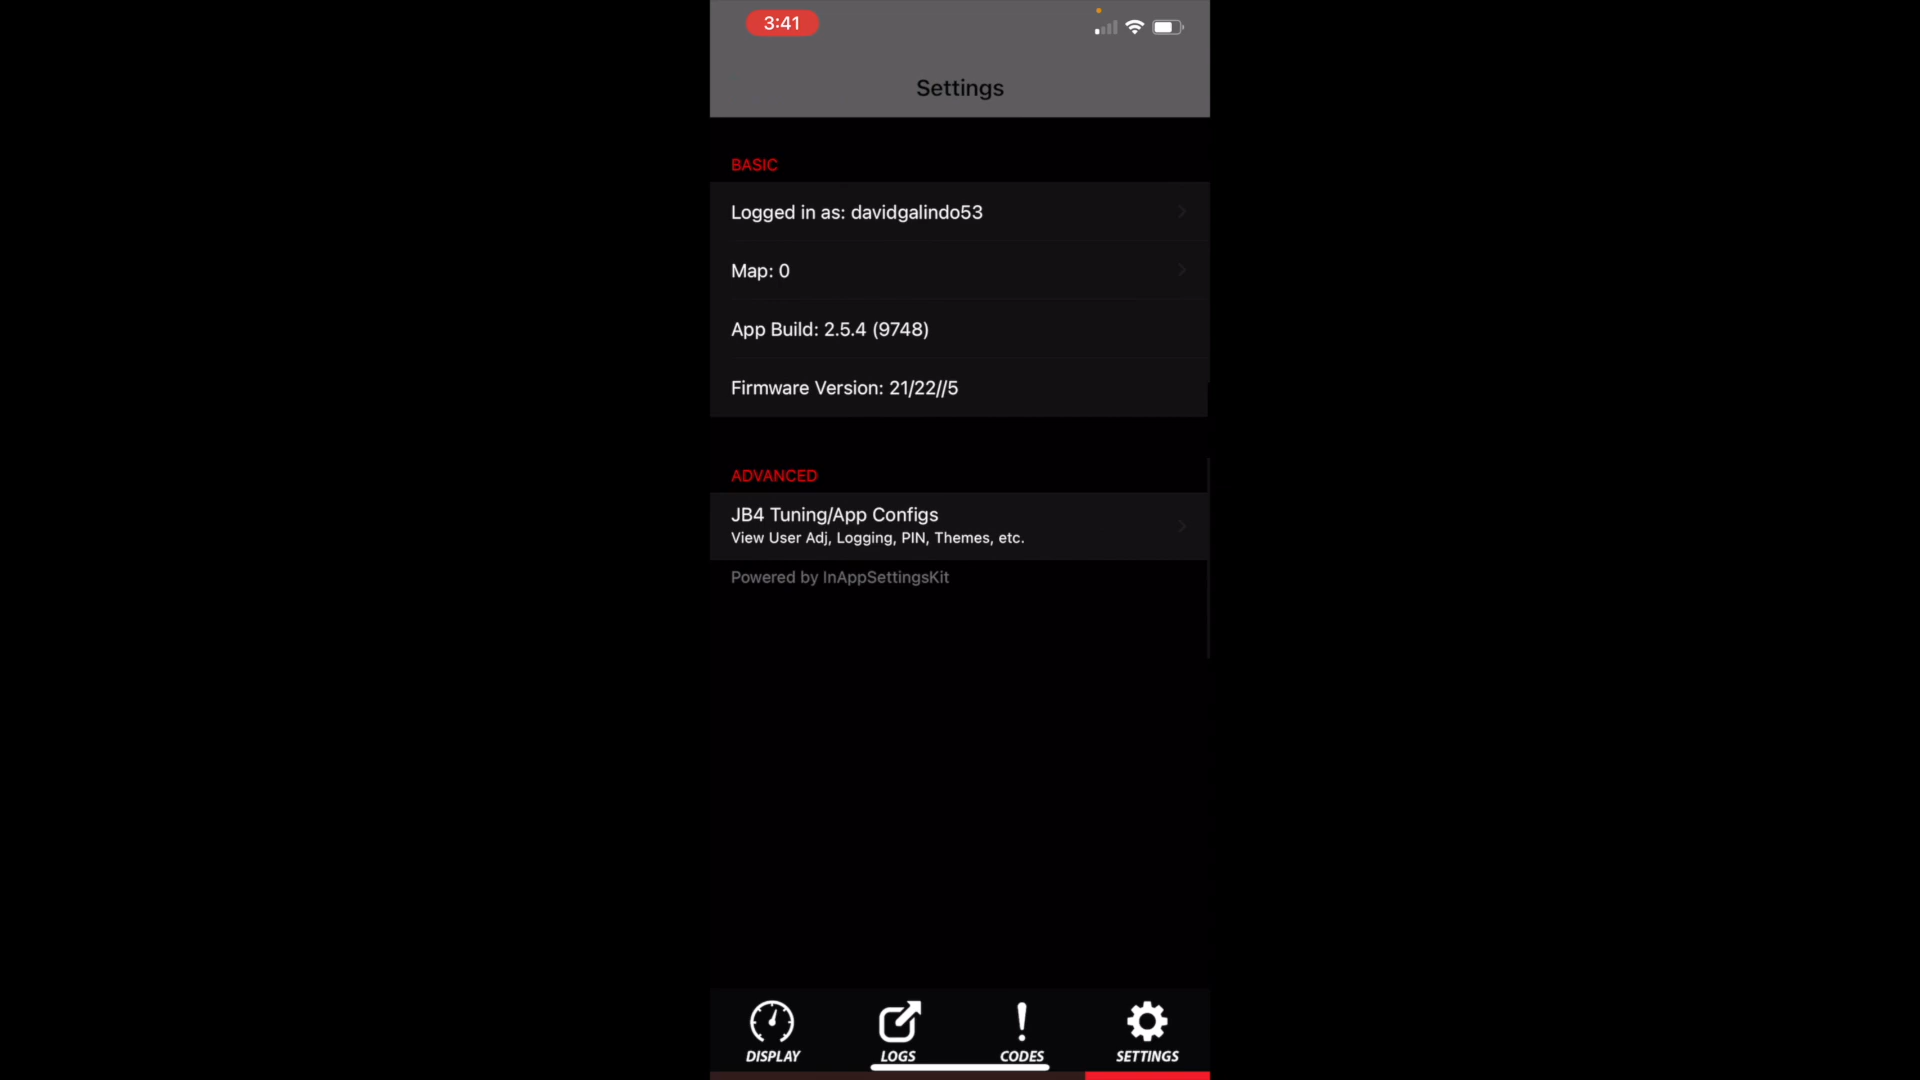 3:41
Settings
BASIC
Logged in as: davidgalindo53
Map: 0
App Build: 2.5.4 (9748)
Firmware Version: 21/22//5
ADVANCED
JB4 Tuning/App Configs
View User Adj, Logging, PIN, Themes, etc.
Powered by InAppSettingsKit
DISPLAY
LOGS
CODES
SETTINGS